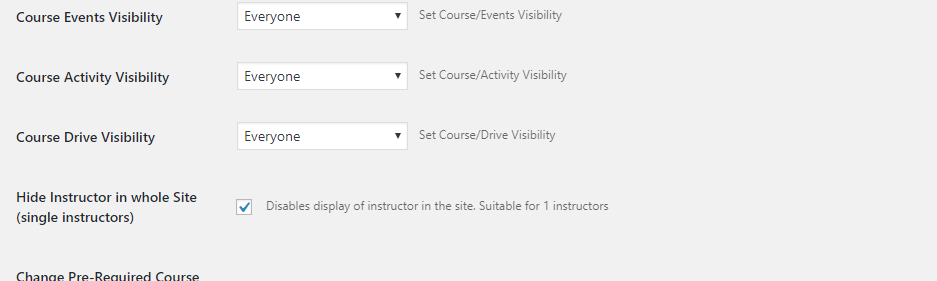 Course Events Visibility Everyone Set Course/Events Visibility
Course Activity Visibility Everyone Set Course/Activity Visibility
Course Drive Visibility Everyone Set Course/Drive Visibility
Hide Instructor in whole Site
(single instructors)
Disables display of instructor in the site. Suitable for 1 instructors
Change Pre-Required Course